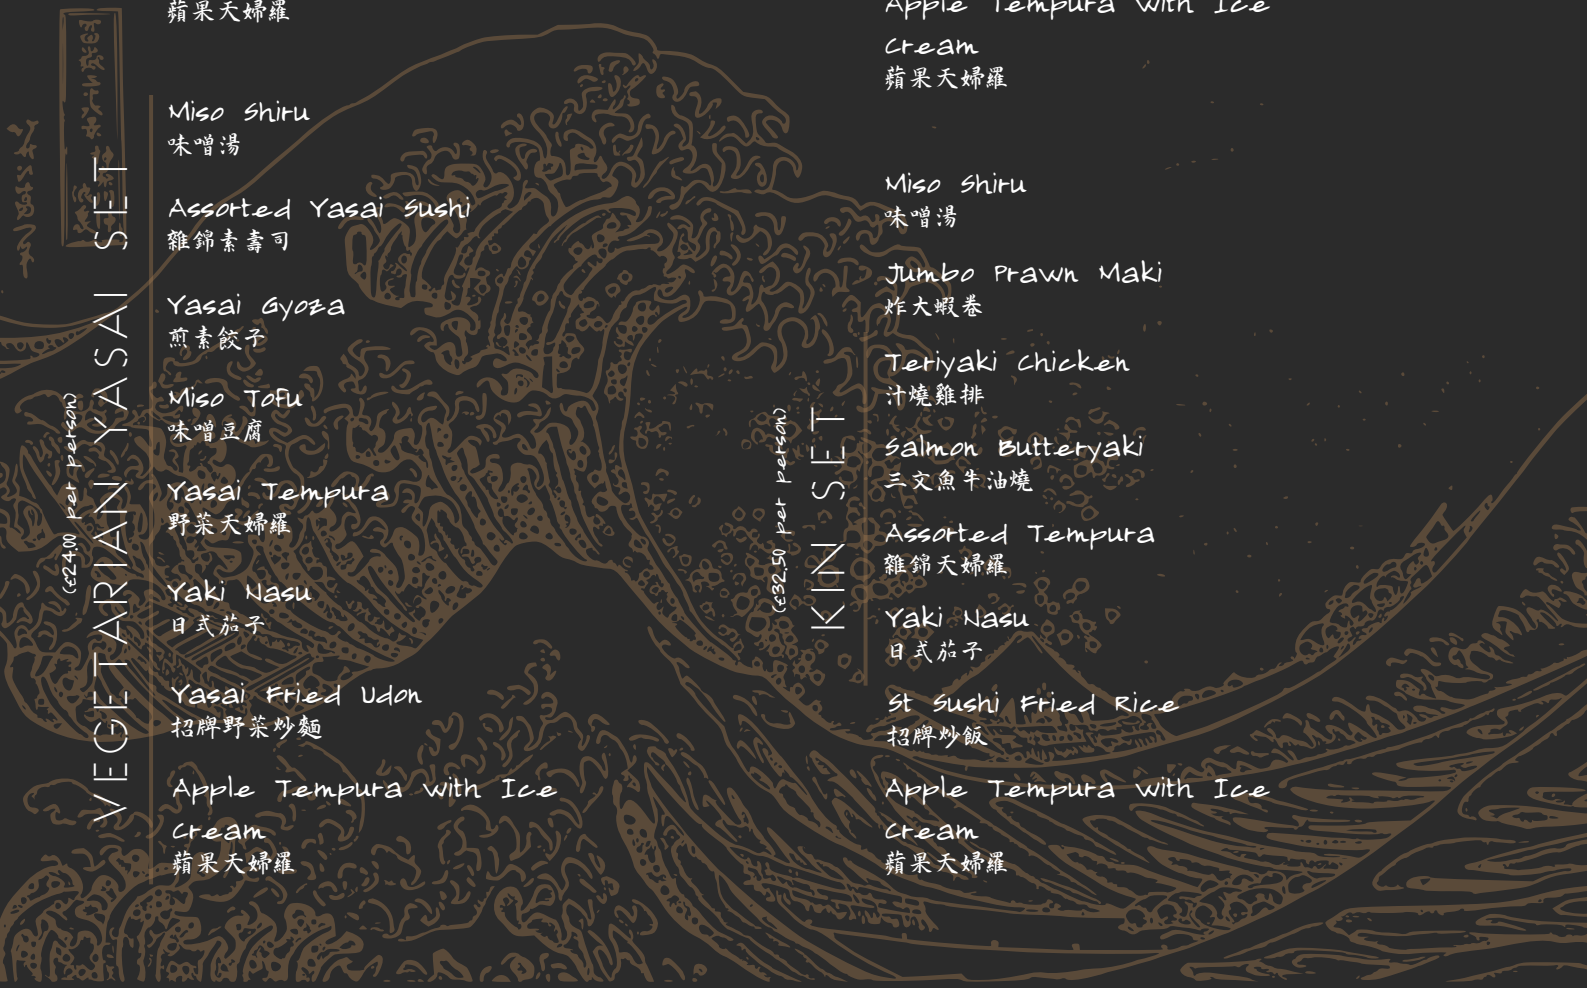 蘋果天婦羅
VEGETARIAN YASAI SET
(£24.00 per person)
Miso Shiru
味噌湯
Assorted Yasai Sushi
雜錦素壽司
Yasai Gyoza
煎素餃子
Miso Tofu
味噌豆腐
Yasai Tempura
野菜天婦羅
Yaki Nasu
日式茄子
Yasai Fried Udon
招牌野菜炒麵
Apple Tempura with Ice
Cream
蘋果天婦羅
Apple Tempura with Ice
Cream
蘋果天婦羅
KIN SET
(£32.50 per person)
Miso Shiru
味噌湯
Jumbo Prawn Maki
炸大蝦卷
Teriyaki Chicken
汁燒雞排
Salmon Butteryaki
三文魚牛油燒
Assorted Tempura
雜錦天婦羅
Yaki Nasu
日式茄子
St Sushi Fried Rice
招牌炒飯
Apple Tempura with Ice
Cream
蘋果天婦羅